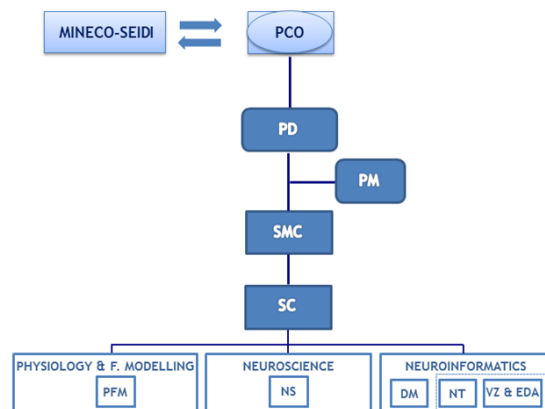 MINECO-SEIDI
PCO
PD
PM
SMC
SC
PHYSIOLOGY & F. MODELLING
PFM
NEUROSCIENCE
NS
NEUROINFORMATICS
DM
NT
VZ & EDA